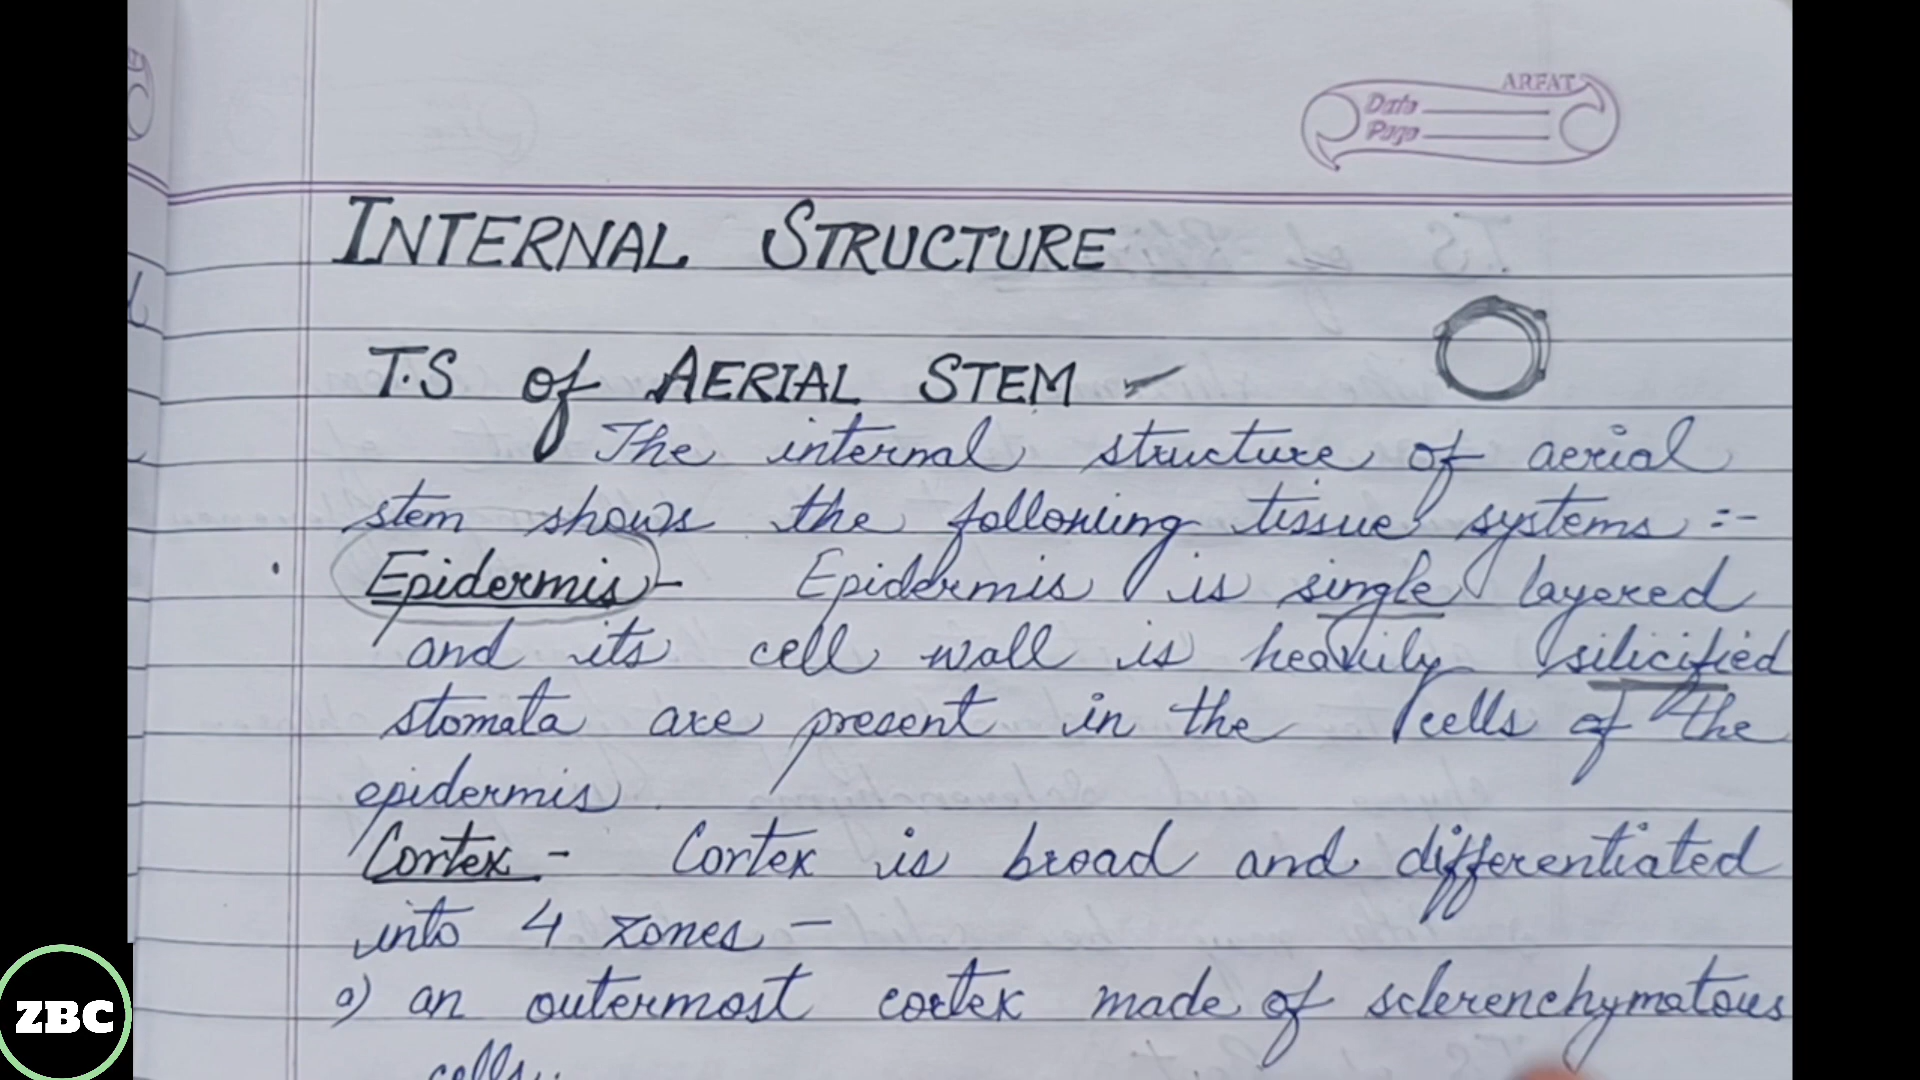 ARFAT
Date
Page
INTERNAL STRUCTURE
T.S of AERIAL STEM -
The internal structure of aerial
stem shows the following tissue systems :-
Epidermis - Epidermis is single layered
and its cell wall is heavily silicified
stomata are present in the cells of the
epidermis.
Cortex - Cortex is broad and differentiated
into 4 zones -
a) an outermost cortex made of sclerenchymatous
cells.
ZBC